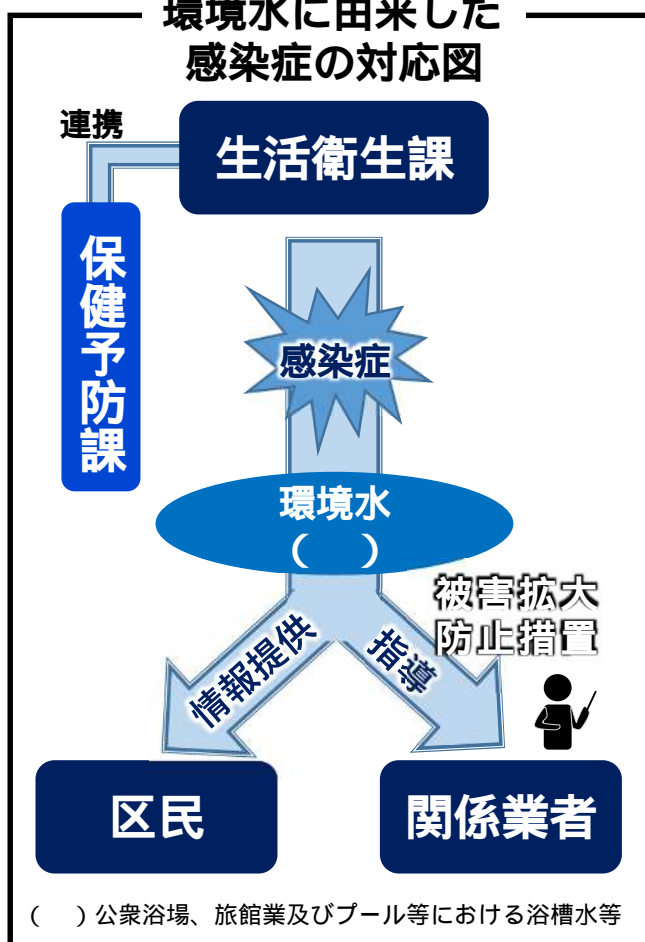 環境水に由来した
感染症の対応図
連携
生活衛生課
保健予防課
感染症
環境水
(　)
被害拡大
防止措置
情報提供
指導
区民
関係業者
(　)公衆浴場、旅館業及びプール等における浴槽水等